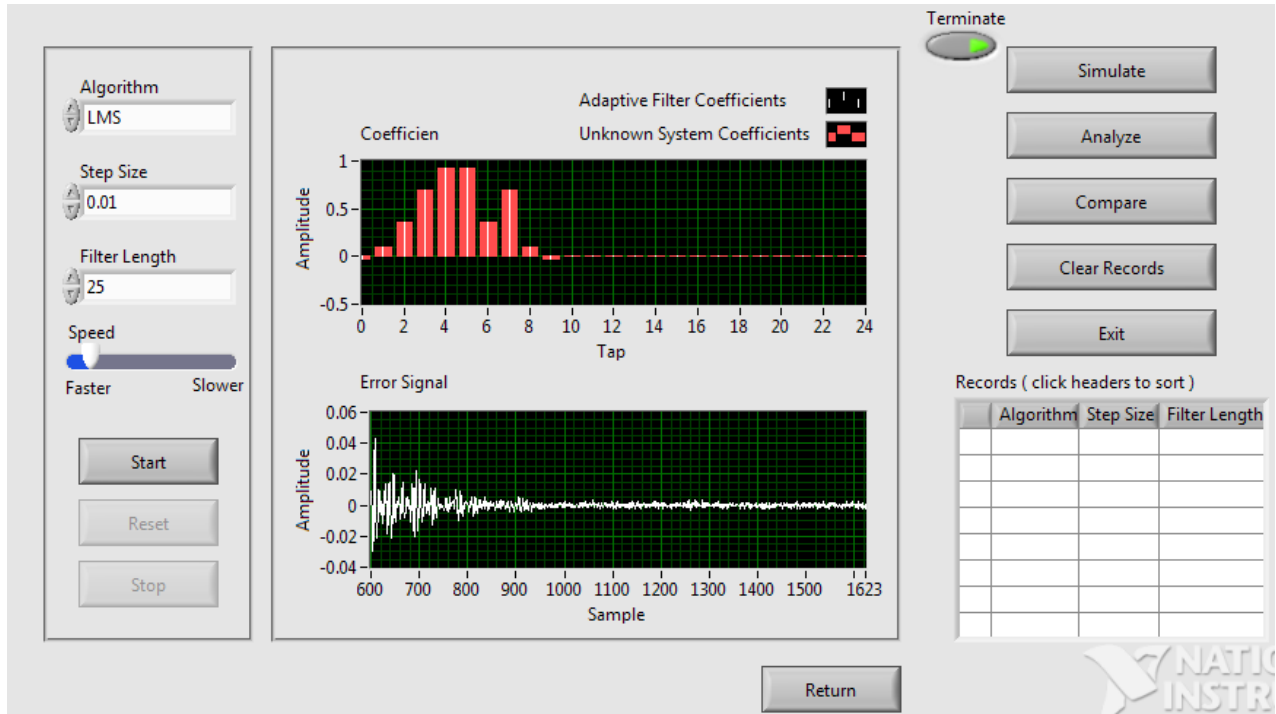 Terminate
Algorithm
LMS
Step Size
0.01
Filter Length
25
Speed
Faster Slower
Start
Reset
Stop
Adaptive Filter Coefficients
Coefficien
Unknown System Coefficients
Amplitude
1
0.5
0
-0.5
0 2 4 6 8 10 12 14 16 18 20 22 24
Tap
Error Signal
Amplitude
0.06
0.04
0.02
0
-0.02
-0.04
600 700 800 900 1000 1100 1200 1300 1400 1500 1623
Sample
Return
Simulate
Analyze
Compare
Clear Records
Exit
Records ( click headers to sort )
Algorithm Step Size Filter Length